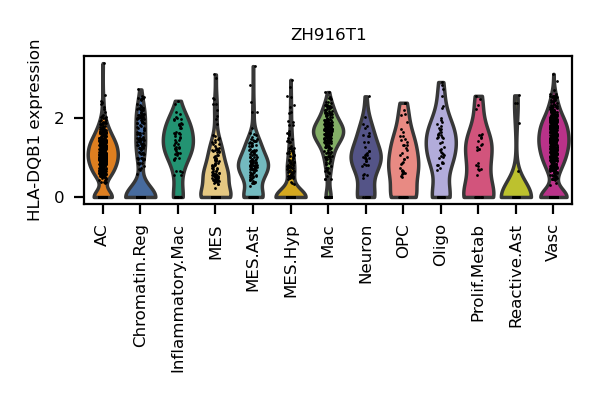 ZH916T1
HLA-DQB1 expression
2
0
AC
Chromatin.Reg
Inflammatory.Mac
MES
MES.Ast
MES.Hyp
Mac
Neuron
OPC
Oligo
Prolif.Metab
Reactive.Ast
Vasc